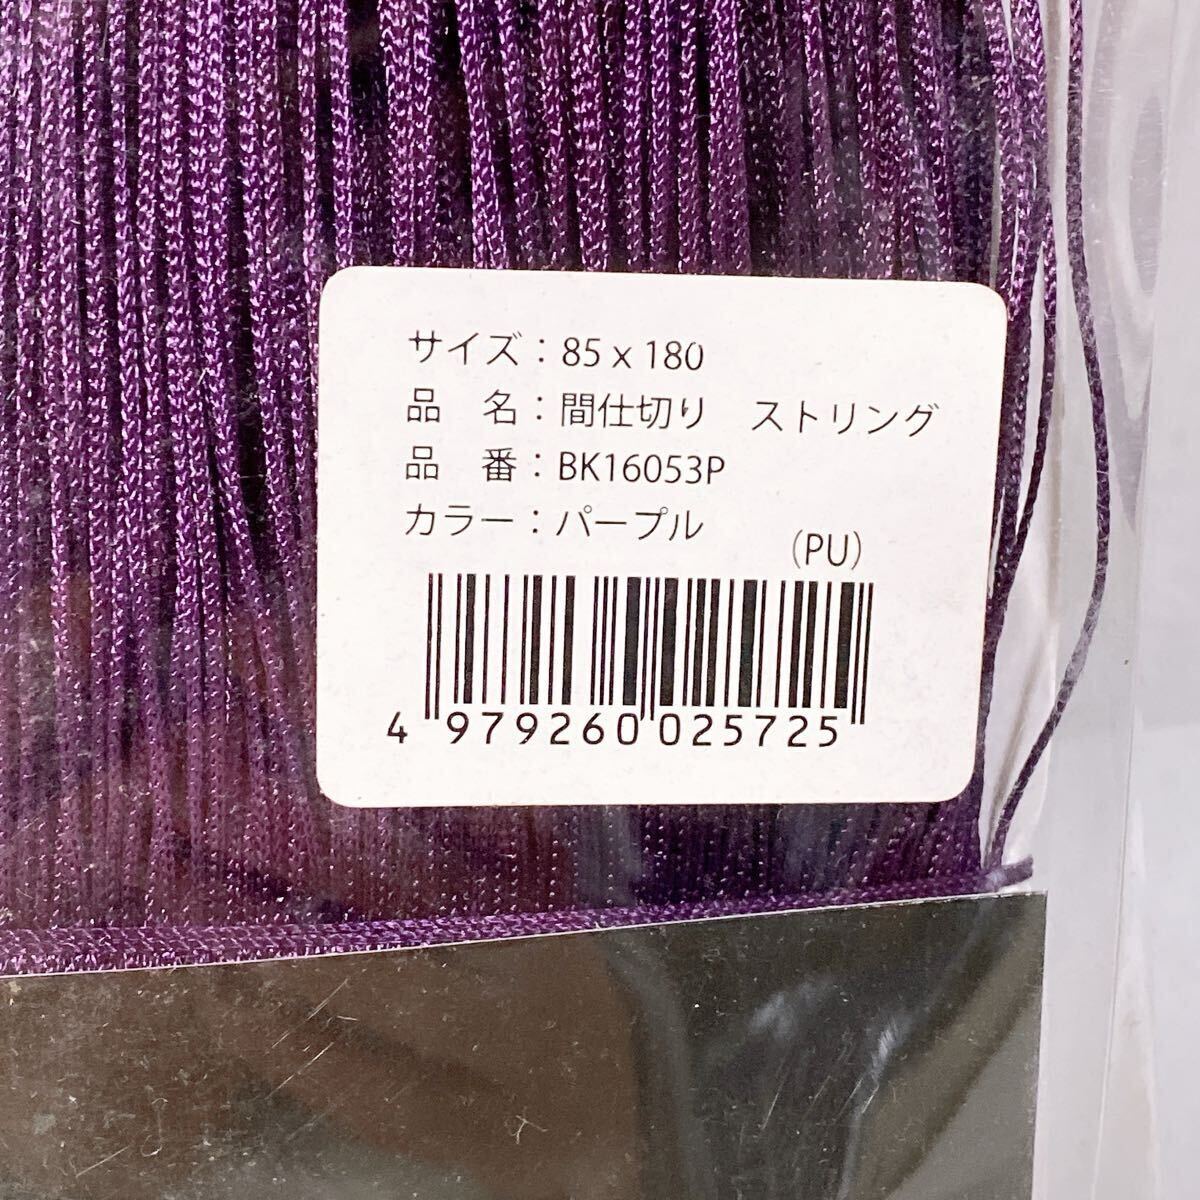 サイズ：85 x 180
品　名：間仕切り　ストリング
品　番：BK16053P
カラー：パープル　(PU)
4 979260 025725